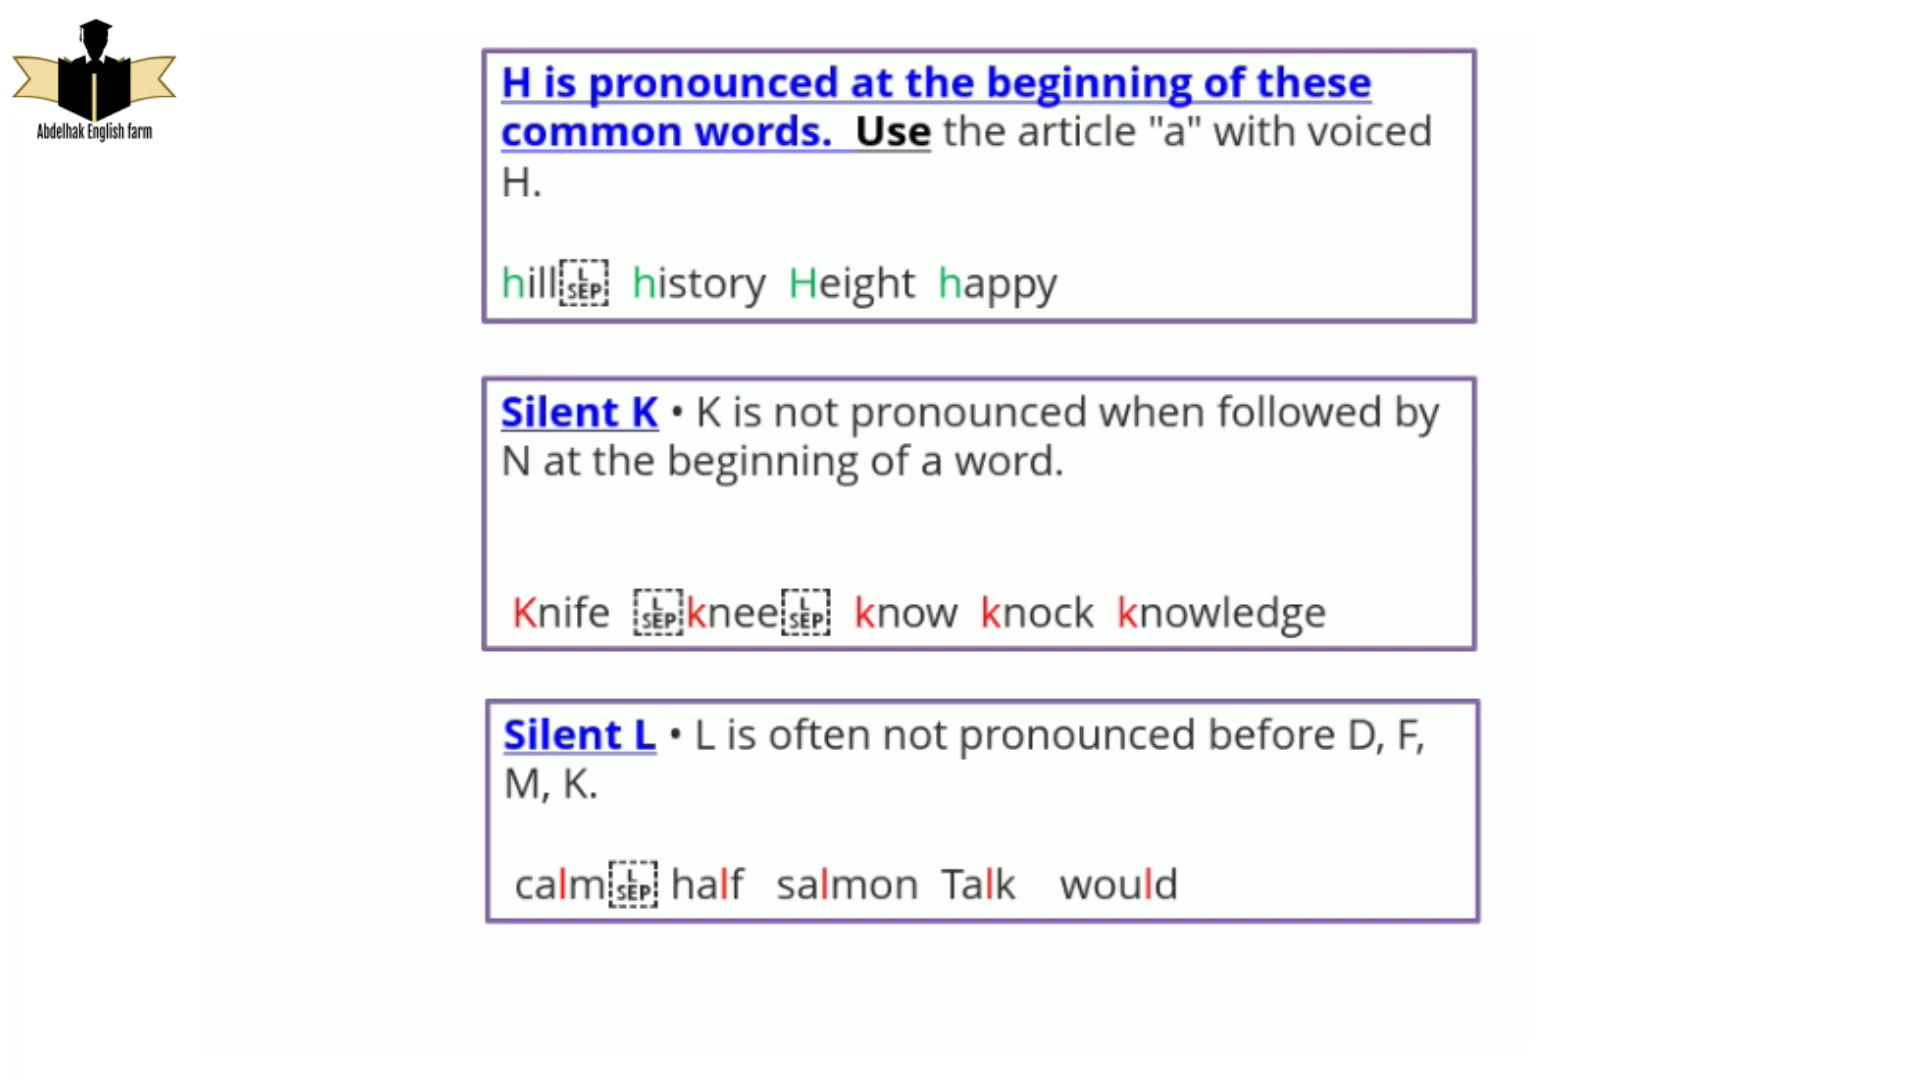 Abdelhak English farm
H is pronounced at the beginning of these
common words.  Use the article "a" with voiced
H.
hill  history  Height  happy
Silent K • K is not pronounced when followed by
N at the beginning of a word.
Knife  knee  know  knock  knowledge
Silent L • L is often not pronounced before D, F,
M, K.
calm half  salmon  Talk  would